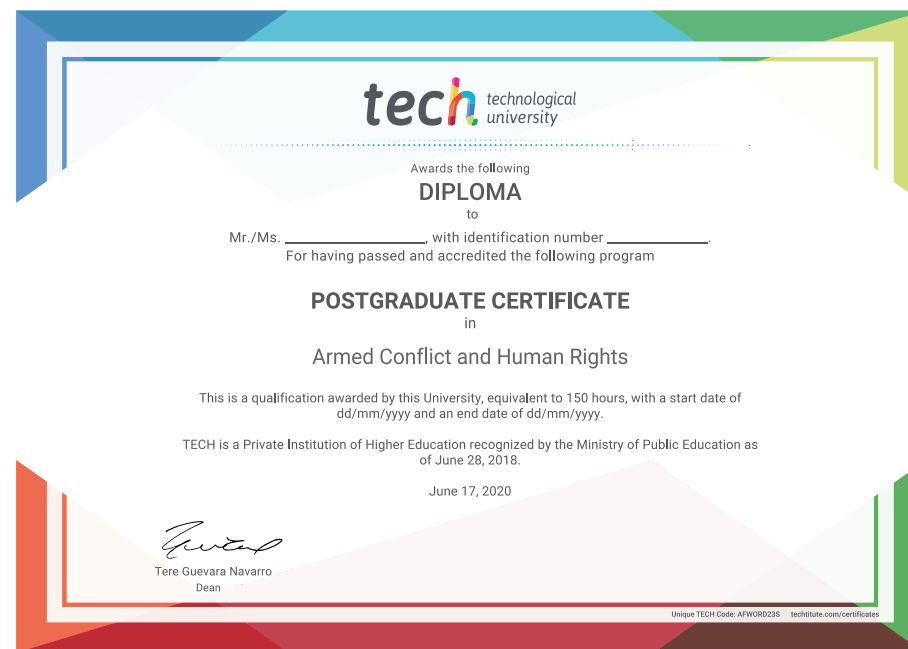 tech technological
university
Awards the following
DIPLOMA
to
Mr./Ms. ____________________, with identification number ______________.
For having passed and accredited the following program
POSTGRADUATE CERTIFICATE
in
Armed Conflict and Human Rights
This is a qualification awarded by this University, equivalent to 150 hours, with a start date of
dd/mm/yyyy and an end date of dd/mm/yyyy.
TECH is a Private Institution of Higher Education recognized by the Ministry of Public Education as
of June 28, 2018.
June 17, 2020
Tere Guevara Navarro
Dean
Unique TECH Code: AFWORD23S techtitute.com/certificates